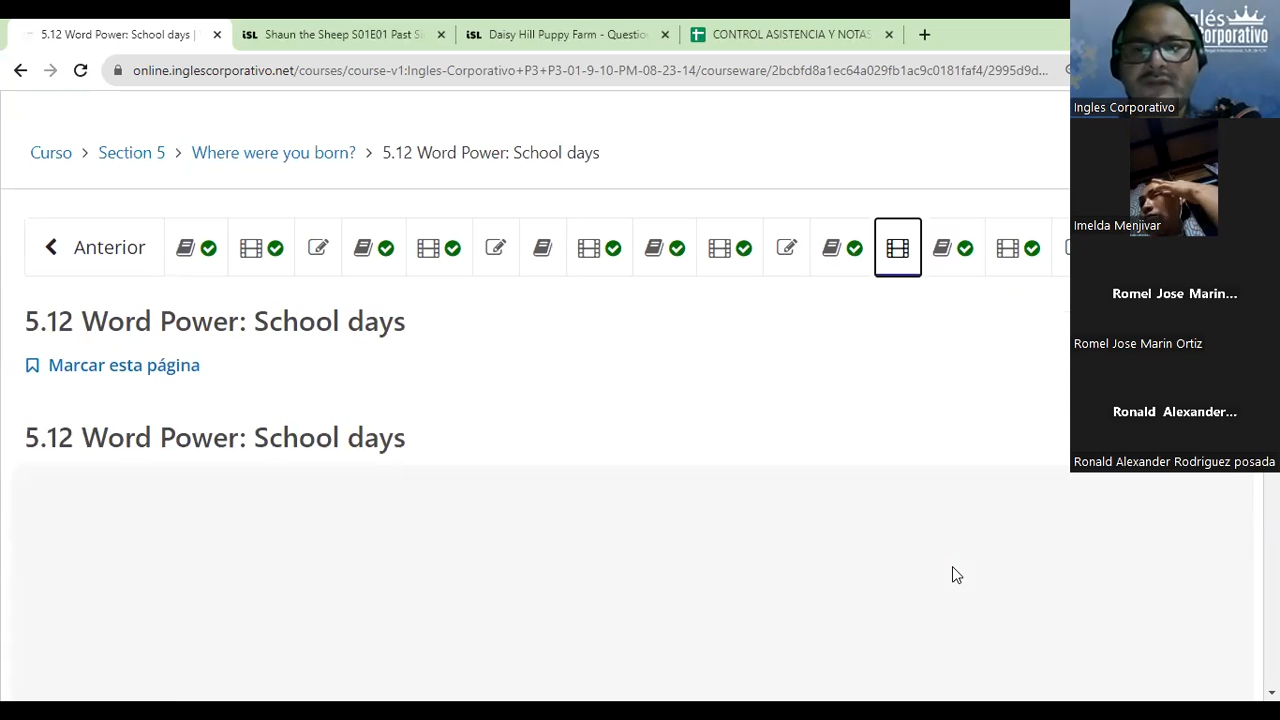 5.12 Word Power: School days |
iSL Shaun the Sheep S01E01 Past Si
iSL Daisy Hill Puppy Farm - Questio
CONTROL ASISTENCIA Y NOTAS
online.inglescorporativo.net/courses/course-v1:Ingles-Corporativo+P3+P3-01-9-10-PM-08-23-14/courseware/2bcbfd8a1ec64a029fb1ac9c0181faf4/2995d9d...
Curso > Section 5 > Where were you born? > 5.12 Word Power: School days
Anterior
5.12 Word Power: School days
Marcar esta página
5.12 Word Power: School days
Inglés
Corporativo
Ingles Corporativo
Imelda Menjivar
Romel Jose Marin...
Romel Jose Marin Ortiz
Ronald Alexander...
Ronald Alexander Rodriguez posada